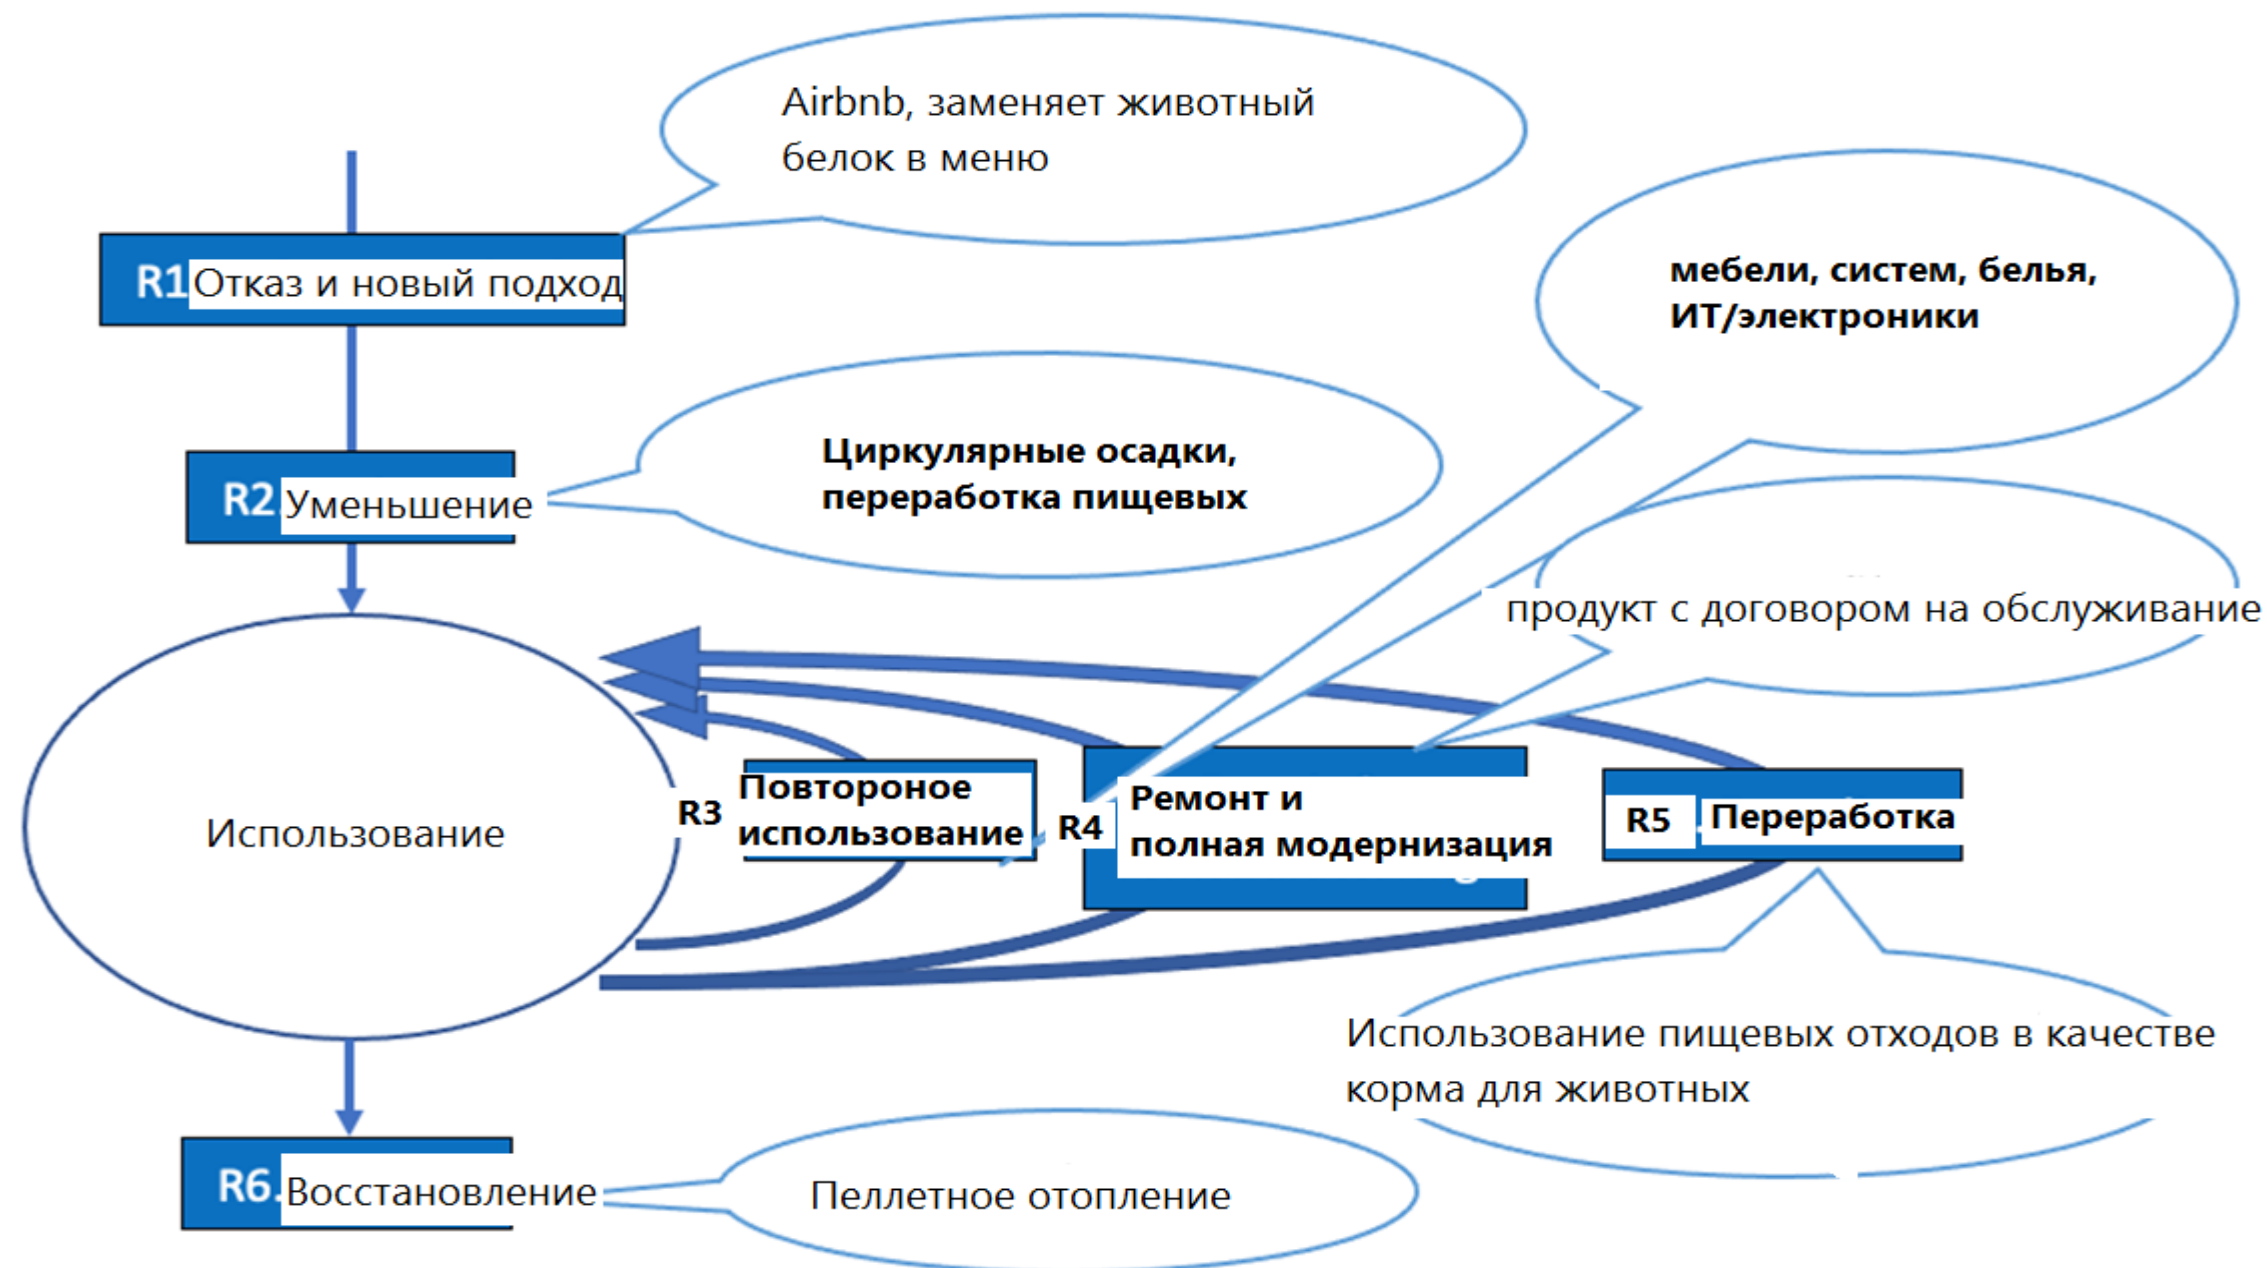 Airbnb, заменяет животный
белок в меню
R1 Отказ и новый подход
мебели, систем, белья,
ИТ/электроники
Циркулярные осадки,
переработка пищевых
R2. Уменьшение
продукт с договором на обслуживание
Использование
R3 Повтороное
использование
R4 Ремонт и
полная модернизация
R5 Переработка
Использование пищевых отходов в качестве
корма для животных
R6. Восстановление
Пеллетное отопление